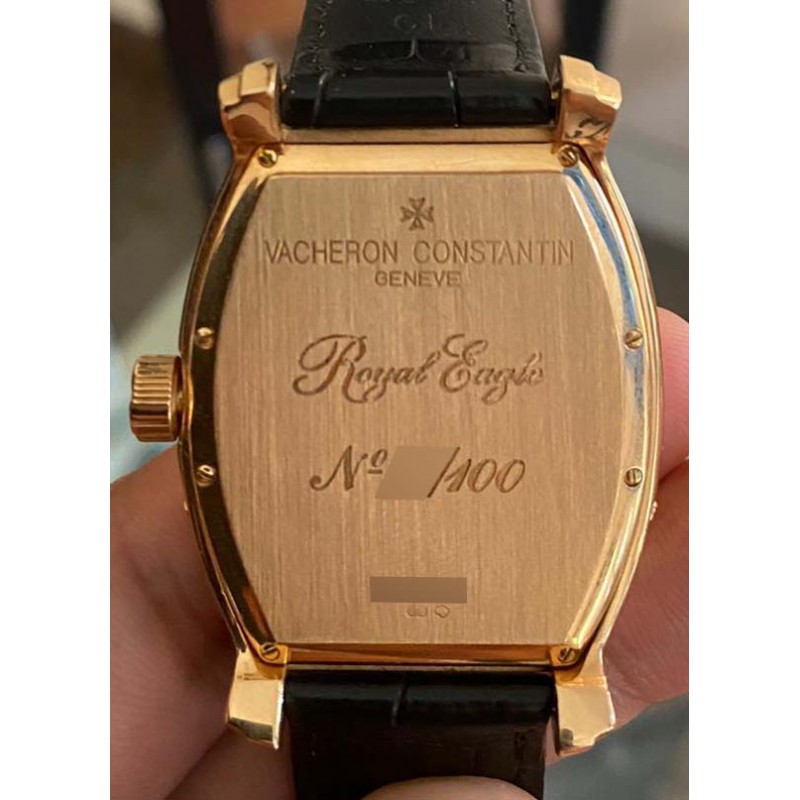 VACHERON CONSTANTIN
GENEVE
Royal Eagle
Nº /100